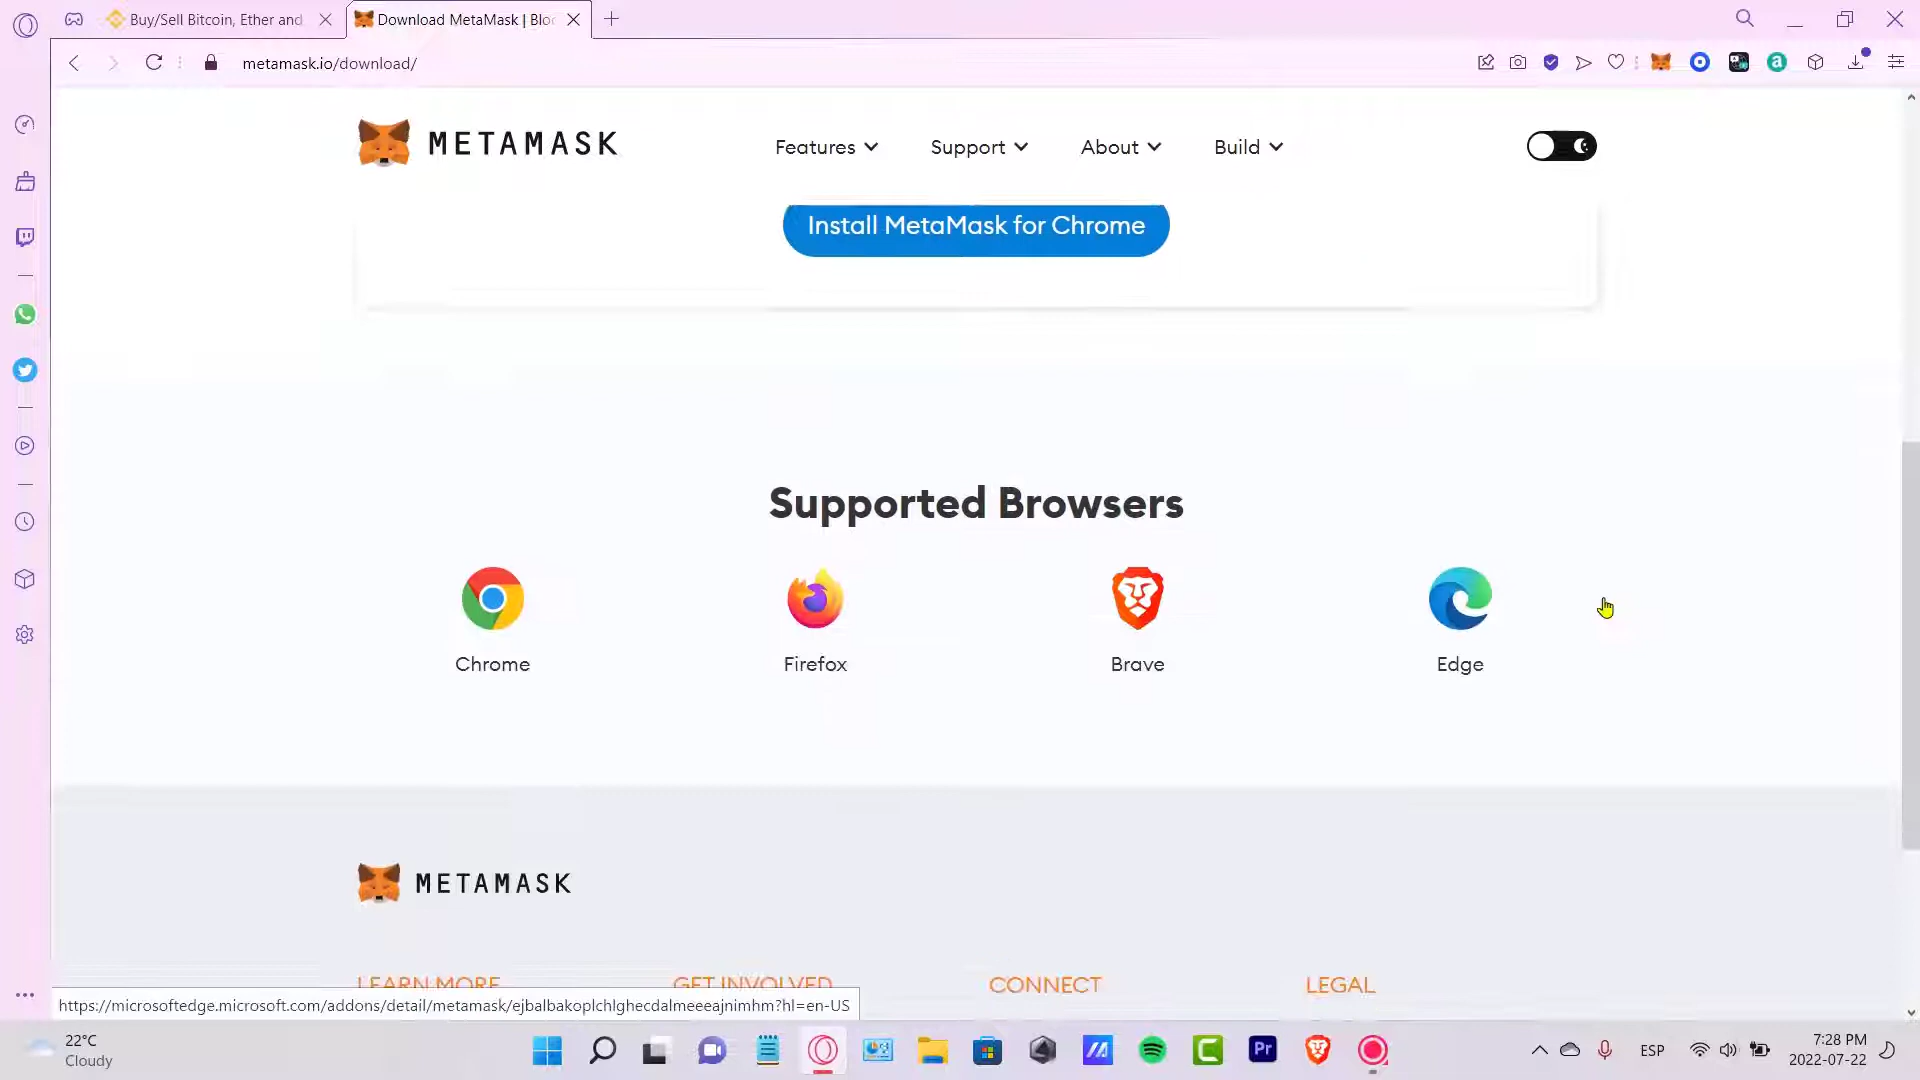 Buy/Sell Bitcoin, Ether and
Download MetaMask | Bloc
metamask.io/download/
METAMASK
Features
Support
About
Build
Install MetaMask for Chrome
Supported Browsers
Chrome
Firefox
Brave
Edge
METAMASK
LEARN MORE
GET INVOLVED
CONNECT
LEGAL
https://microsoftedge.microsoft.com/addons/detail/metamask/ejbalbakoplchlghecdalmeeeajnimhm?hl=en-US
22°C
Cloudy
Pr
ESP
7:28 PM
2022-07-22